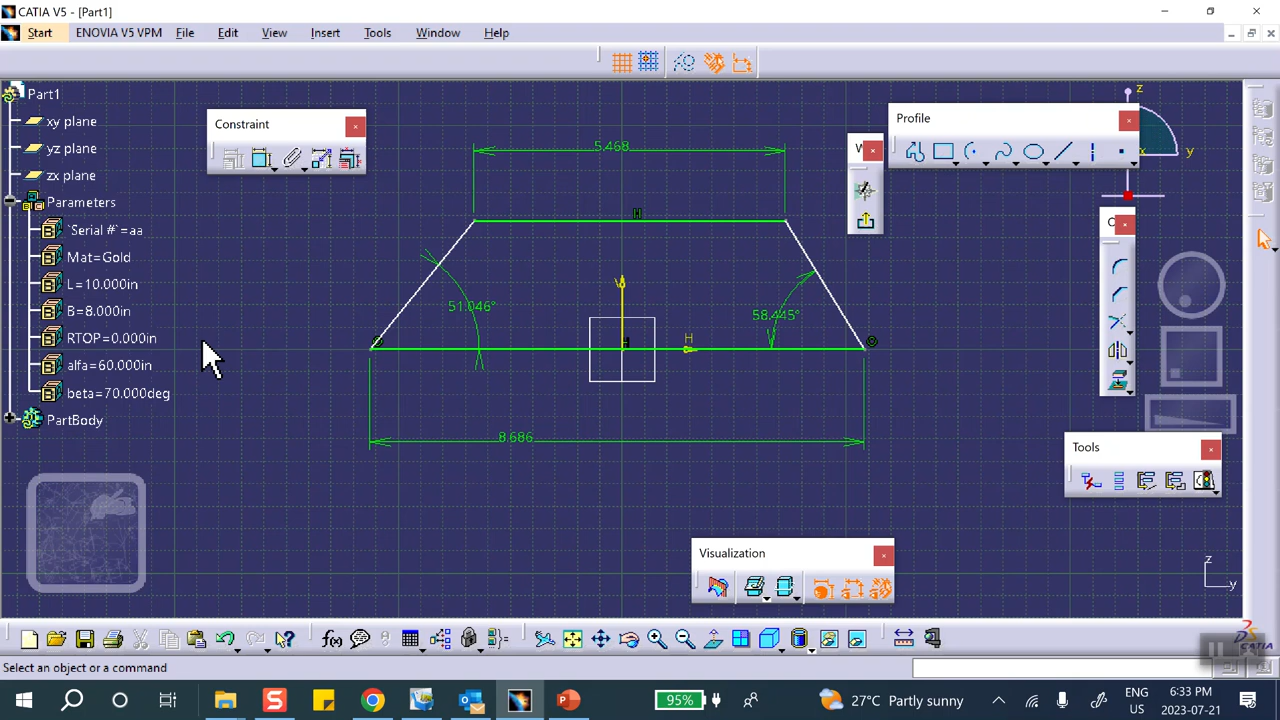 CATIA V5 - [Part1]
Start ENOVIA V5 VPM File Edit View Insert Tools Window Help
Part1
xy plane
yz plane
zx plane
Parameters
`Serial #`=aa
Mat=Gold
L=10.000in
B=8.000in
RTOP=0.000in
alfa=60.000in
beta=70.000deg
PartBody
Constraint
5.468
H
51.046°
58.445°
V
H
H
8.686
W
Profile
z
y
Tools
Visualization
z
y
f(x)
CATIA
Select an object or a command
95%
27°C Partly sunny
ENG
US
6:33 PM
2023-07-21